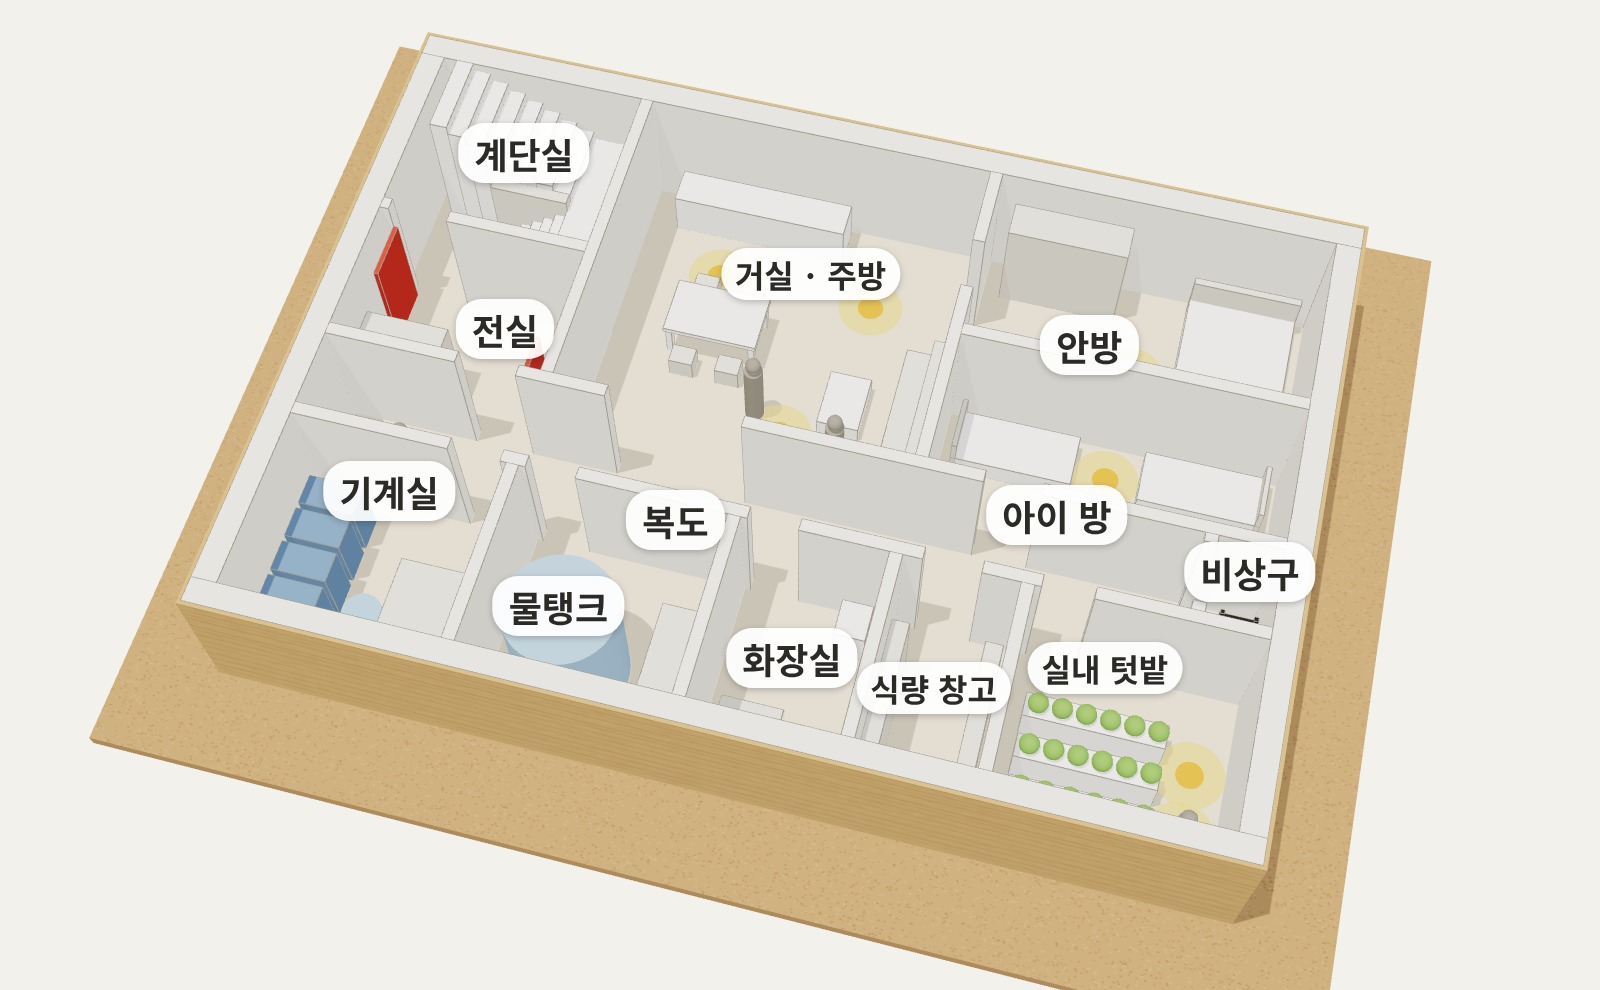 계단실
거실 · 주방
전실
안방
기계실
복도
아이 방
비상구
물탱크
화장실
식량 창고
실내 텃밭